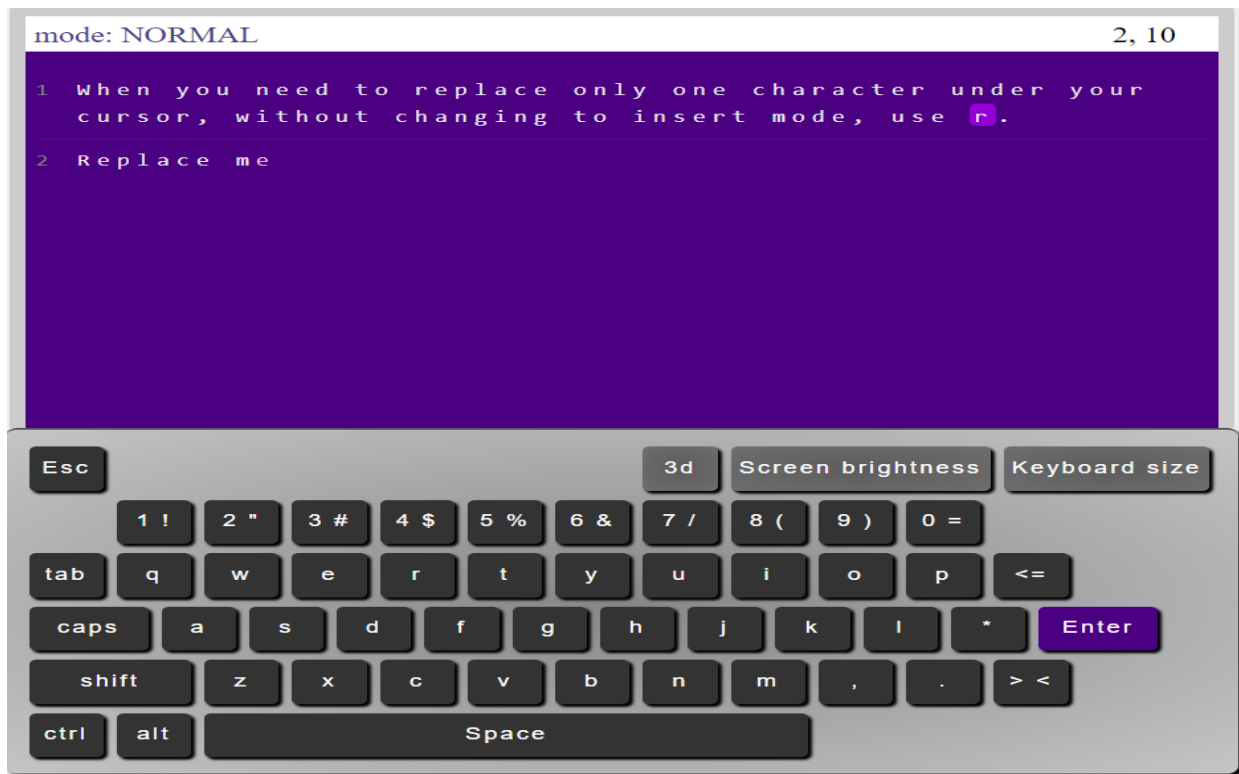 mode: NORMAL 2, 10
1 When you need to replace only one character under your
cursor, without changing to insert mode, use r.
2 Replace me
Esc 3d Screen brightness Keyboard size
1 ! 2 " 3 # 4 $ 5 % 6 & 7 / 8 ( 9 ) 0 =
tab q w e r t y u i o p <=
caps a s d f g h j k l * Enter
shift z x c v b n m , . > <
ctrl alt Space